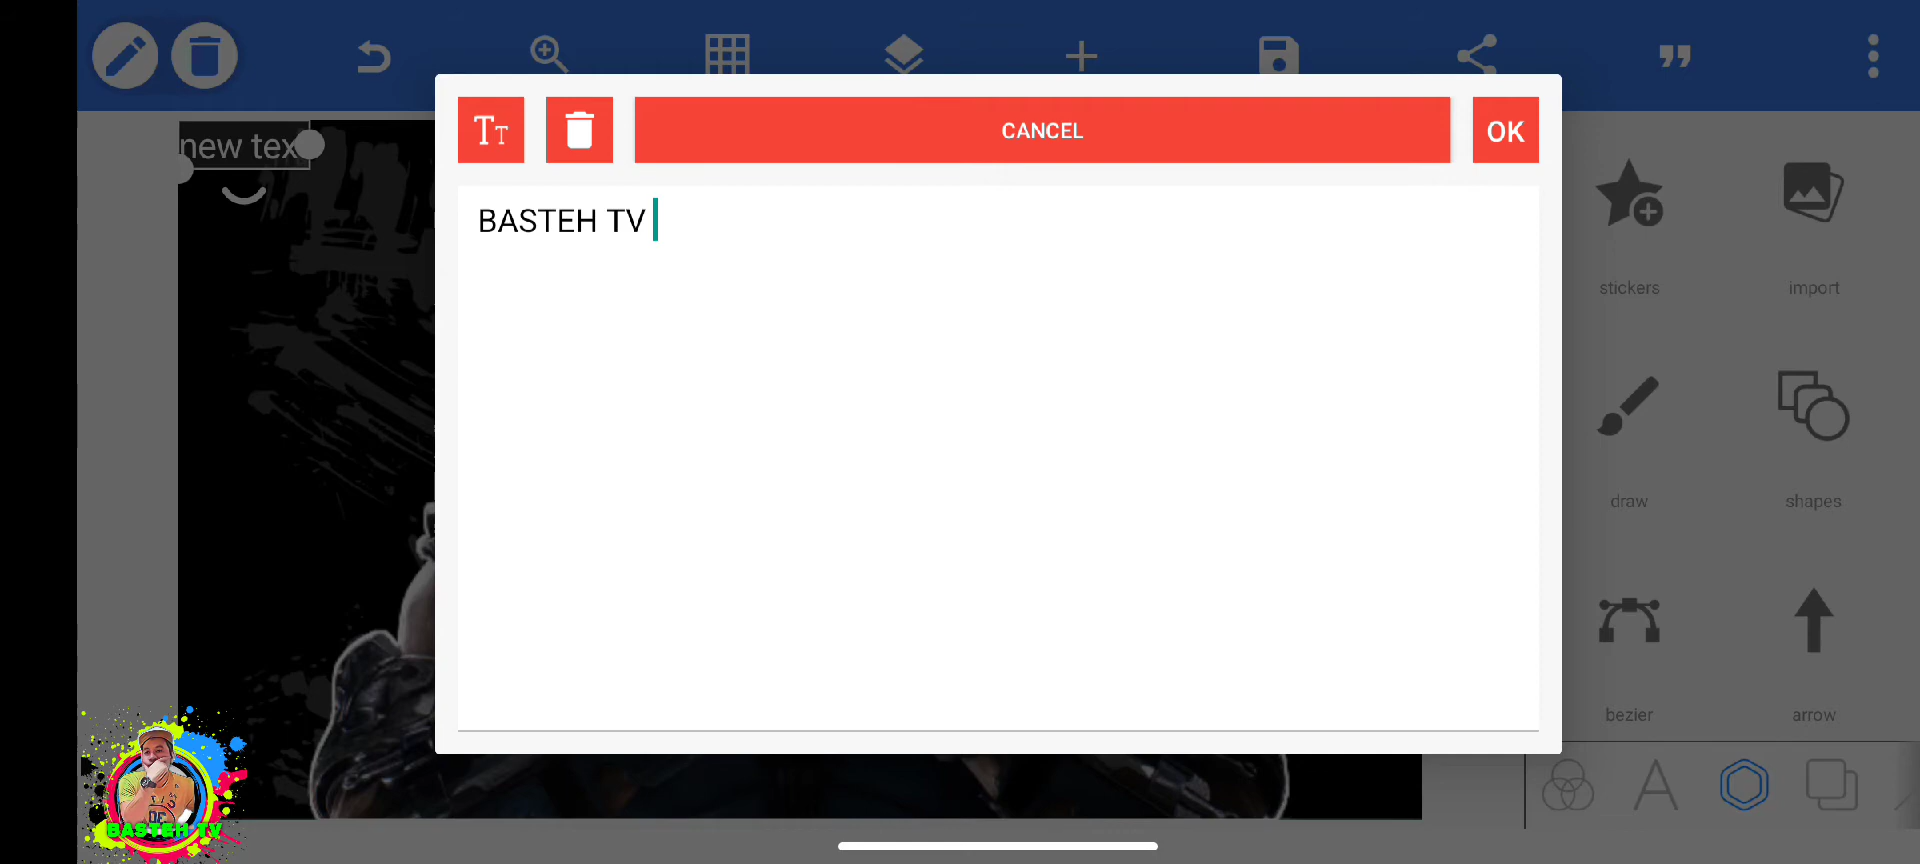 new tex
CANCEL
OK
BASTEH TV
stickers
import
draw
shapes
bezier
arrow
BASTEH TV